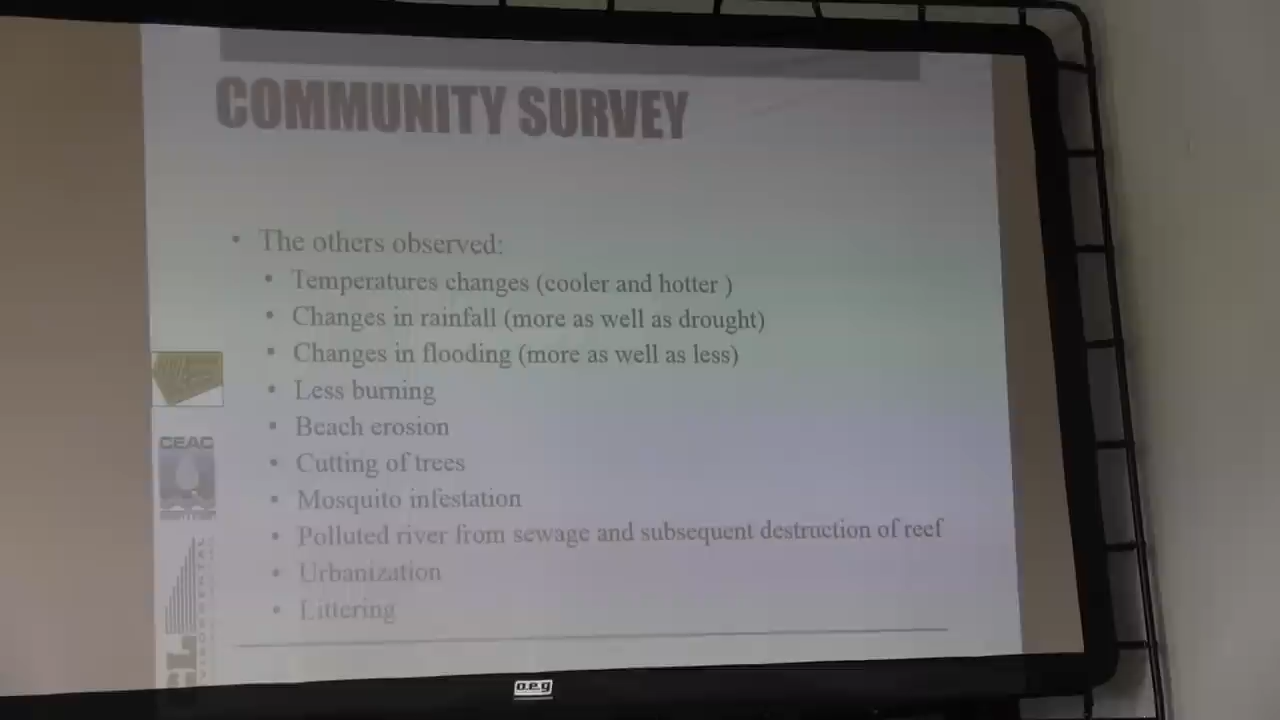 COMMUNITY SURVEY
• The others observed:
• Temperatures changes (cooler and hotter )
• Changes in rainfall (more as well as drought)
• Changes in flooding (more as well as less)
• Less burning
• Beach erosion
• Cutting of trees
• Mosquito infestation
• Polluted river from sewage and subsequent destruction of reef
• Urbanization
• Littering
CEAC